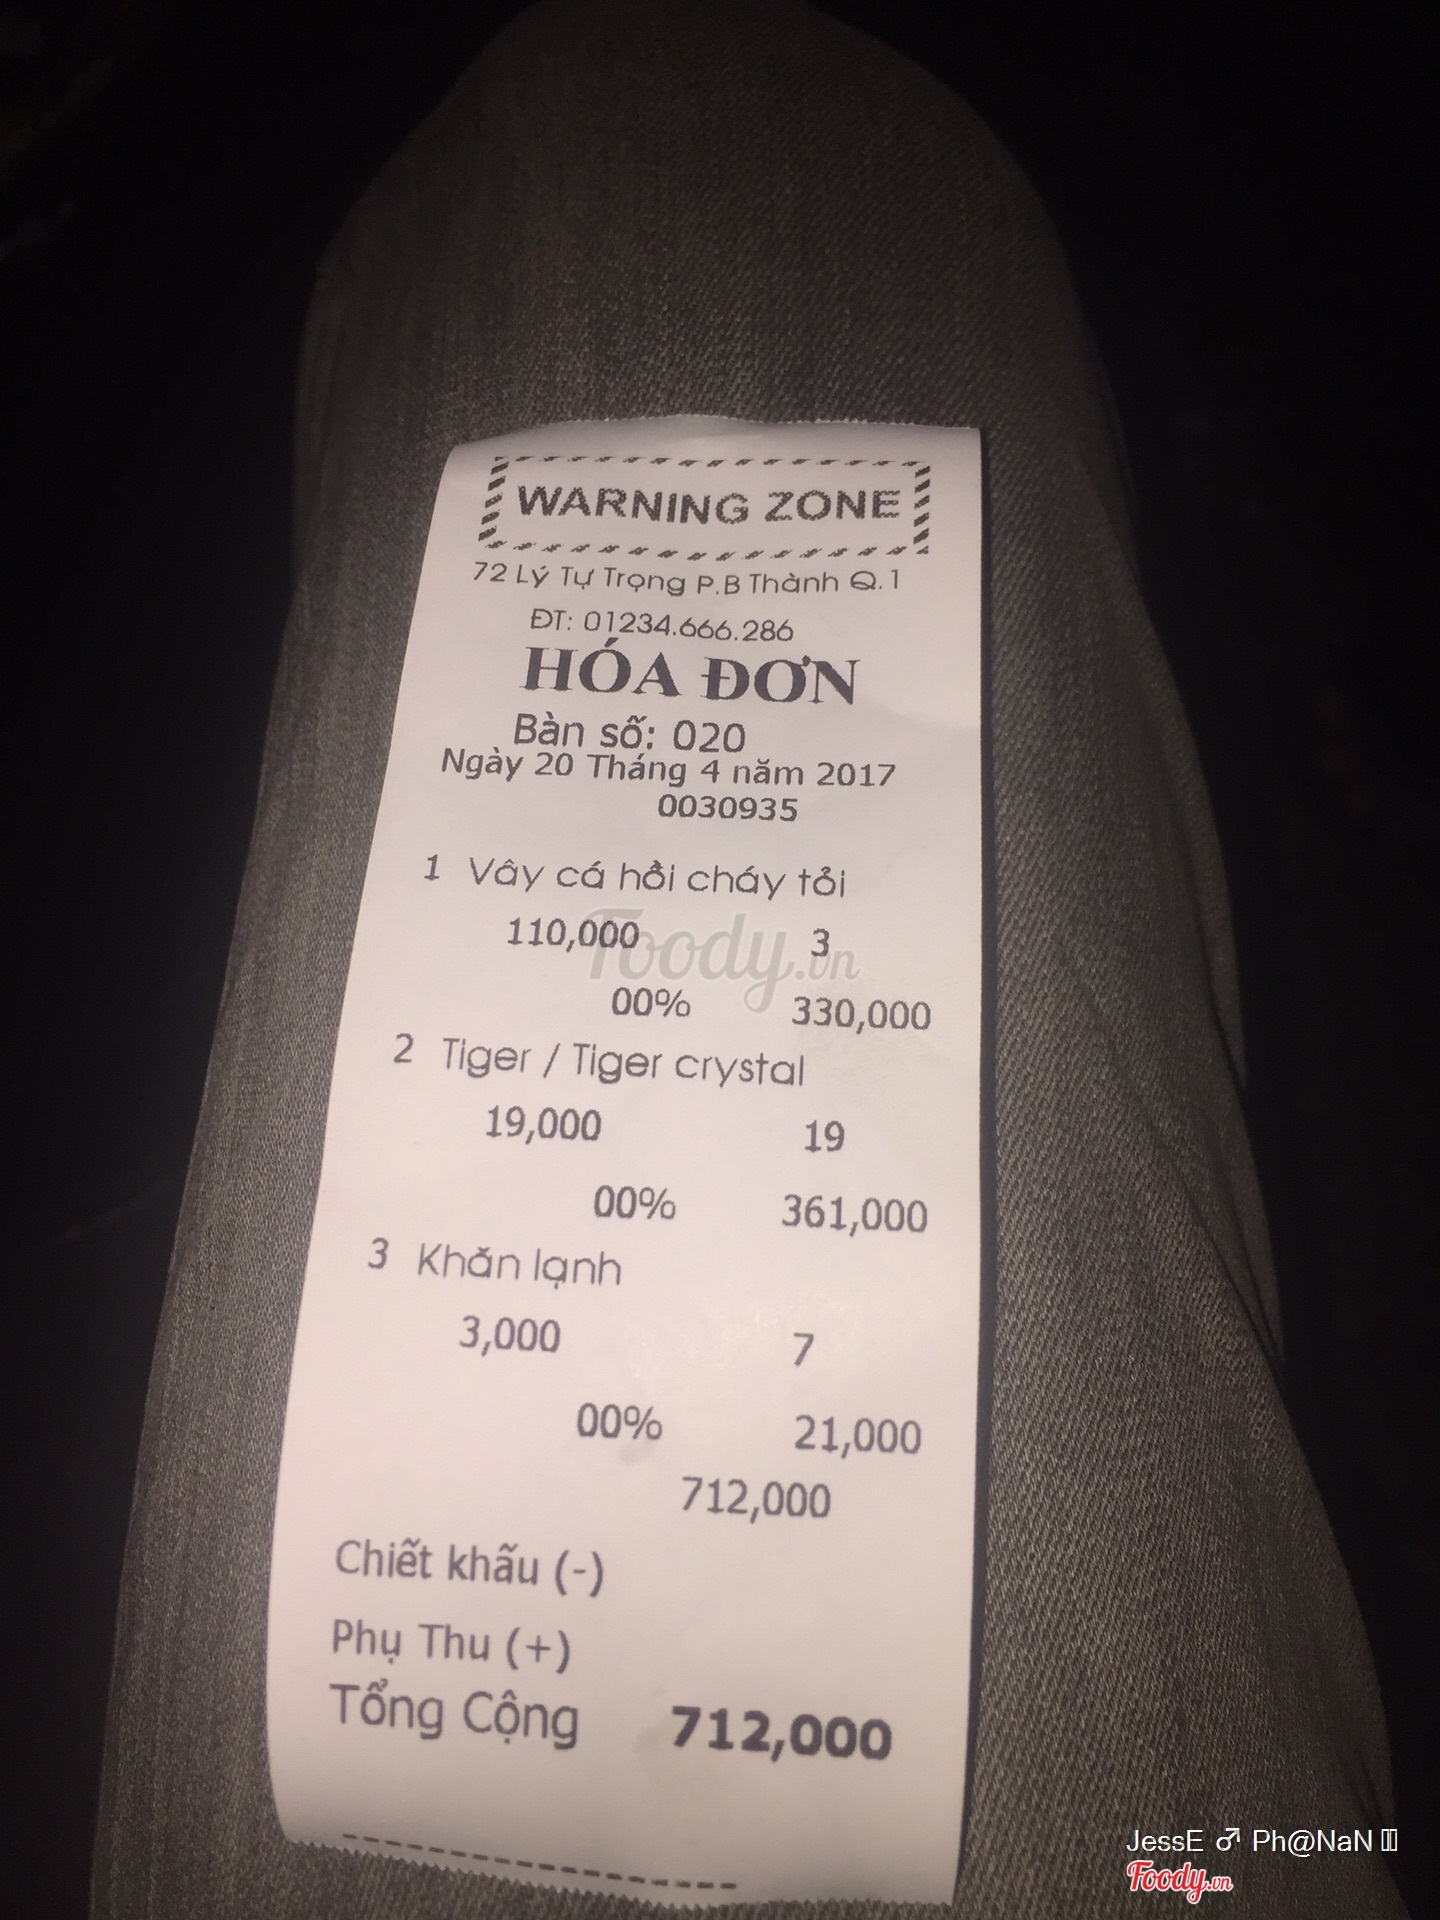 WARNING ZONE
72 Lý Tự Trọng P.B Thành Q.1
ĐT: 01234.666.286
HÓA ĐƠN
Bàn số: 020
Ngày 20 Tháng 4 năm 2017
0030935
1 Vây cá hồi cháy tỏi
110,000 3
Foody.vn
00% 330,000
2 Tiger / Tiger crystal
19,000 19
00% 361,000
3 Khăn lạnh
3,000 7
00% 21,000
712,000
Chiết khấu (-)
Phụ Thu (+)
Tổng Cộng 712,000
JessE ♂ Ph@NaN
Foody.vn